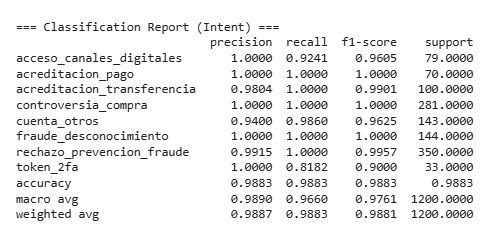 === Classification Report (Intent) ===
precision recall f1-score support
acceso_canales_digitales 1.0000 0.9241 0.9605 79.0000
acreditacion_pago 1.0000 1.0000 1.0000 70.0000
acreditacion_transferencia 0.9804 1.0000 0.9901 100.0000
controversia_compra 1.0000 1.0000 1.0000 281.0000
cuenta_otros 0.9400 0.9860 0.9625 143.0000
fraude_desconocimiento 1.0000 1.0000 1.0000 144.0000
rechazo_prevencion_fraude 0.9915 1.0000 0.9957 350.0000
token_2fa 1.0000 0.8182 0.9000 33.0000
accuracy 0.9883 0.9883 0.9883 0.9883
macro avg 0.9890 0.9660 0.9761 1200.0000
weighted avg 0.9887 0.9883 0.9881 1200.0000